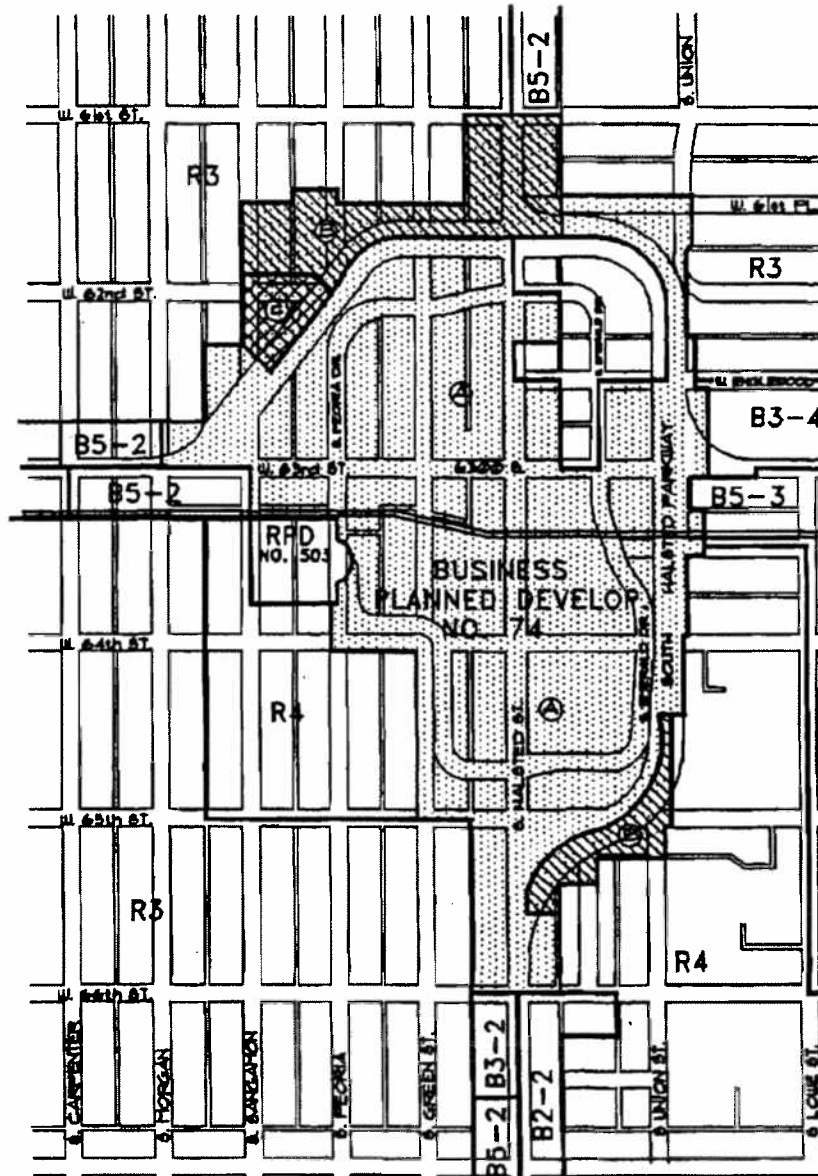 B5-2
S. UNION
W. 61st ST.
R3
W. 61st PL.
B
R3
W. 62nd ST.
C
S. PEORIA DR.
W. ENGLEWOOD
A
B3-4
B5-2
W. 63rd ST.
63RD S.
B5-2
B5-3
SOUTH HALSTED PARKWAY
RPD
NO. 503
BUSINESS
PLANNED DEVELOP
NO. 74
W. 64th ST.
R4
A
S. HALSTED ST.
W. 65th ST.
R3
R4
W. 66th ST.
S. CARPENTER
S. MORGAN
S. SANGAMON
S. PEORIA
S. GREEN ST.
B3-2
B5-2
B2-2
S. UNION ST.
S. LOWE ST.